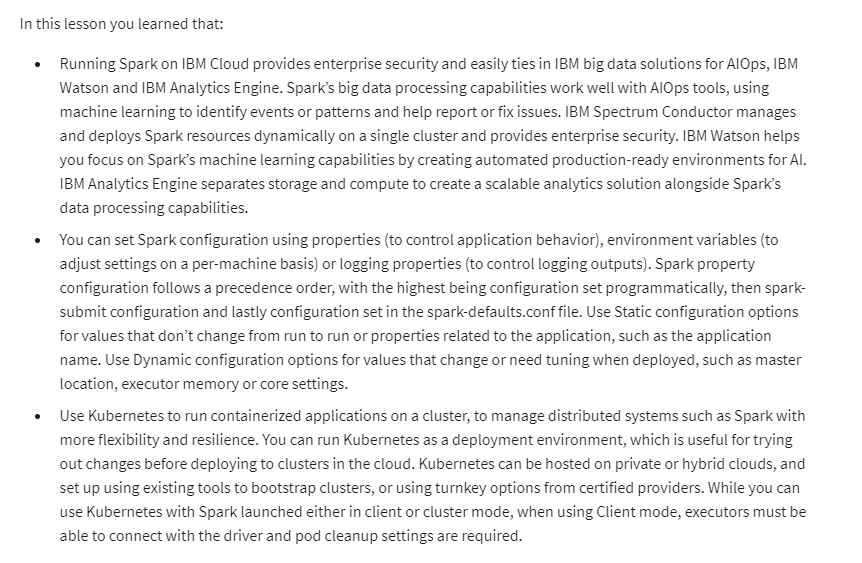 In this lesson you learned that:
• Running Spark on IBM Cloud provides enterprise security and easily ties in IBM big data solutions for AIOps, IBM
Watson and IBM Analytics Engine. Spark’s big data processing capabilities work well with AIOps tools, using
machine learning to identify events or patterns and help report or fix issues. IBM Spectrum Conductor manages
and deploys Spark resources dynamically on a single cluster and provides enterprise security. IBM Watson helps
you focus on Spark’s machine learning capabilities by creating automated production-ready environments for AI.
IBM Analytics Engine separates storage and compute to create a scalable analytics solution alongside Spark’s
data processing capabilities.
• You can set Spark configuration using properties (to control application behavior), environment variables (to
adjust settings on a per-machine basis) or logging properties (to control logging outputs). Spark property
configuration follows a precedence order, with the highest being configuration set programmatically, then spark-
submit configuration and lastly configuration set in the spark-defaults.conf file. Use Static configuration options
for values that don’t change from run to run or properties related to the application, such as the application
name. Use Dynamic configuration options for values that change or need tuning when deployed, such as master
location, executor memory or core settings.
• Use Kubernetes to run containerized applications on a cluster, to manage distributed systems such as Spark with
more flexibility and resilience. You can run Kubernetes as a deployment environment, which is useful for trying
out changes before deploying to clusters in the cloud. Kubernetes can be hosted on private or hybrid clouds, and
set up using existing tools to bootstrap clusters, or using turnkey options from certified providers. While you can
use Kubernetes with Spark launched either in client or cluster mode, when using Client mode, executors must be
able to connect with the driver and pod cleanup settings are required.